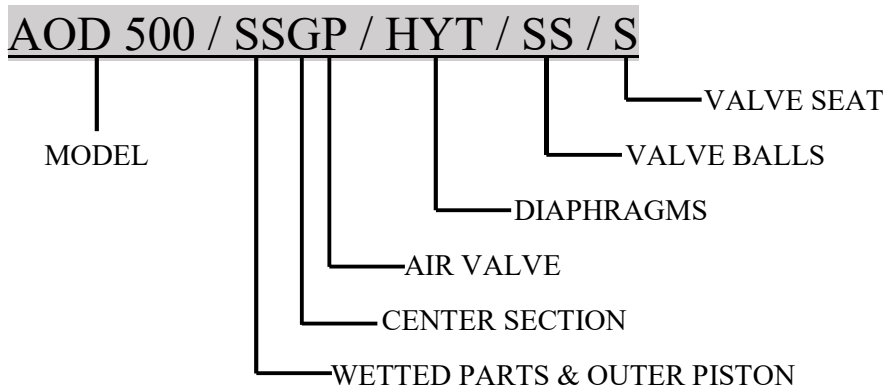 AOD 500 / SSGP / HYT / SS / S
VALVE SEAT
MODEL
VALVE BALLS
DIAPHRAGMS
AIR VALVE
CENTER SECTION
WETTED PARTS & OUTER PISTON